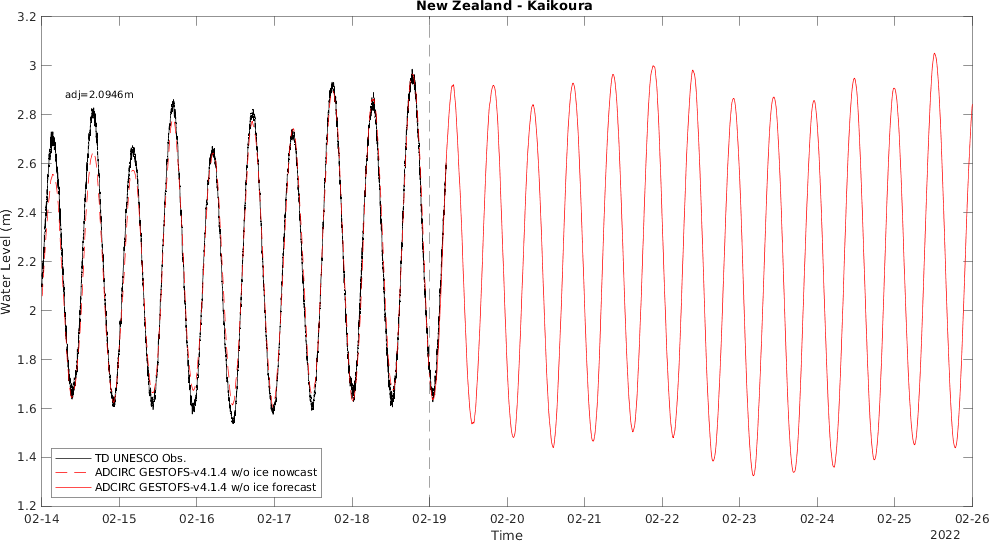 New Zealand - Kaikoura
3.2
3
2.8
2.6
2.4
2.2
2
1.8
1.6
1.4
1.2
Water Level (m)
adj=2.0946m
TD UNESCO Obs.
ADCIRC GESTOFS-v4.1.4 w/o ice nowcast
ADCIRC GESTOFS-v4.1.4 w/o ice forecast
02-14 02-15 02-16 02-17 02-18 02-19 02-20 02-21 02-22 02-23 02-24 02-25 02-26
Time
2022